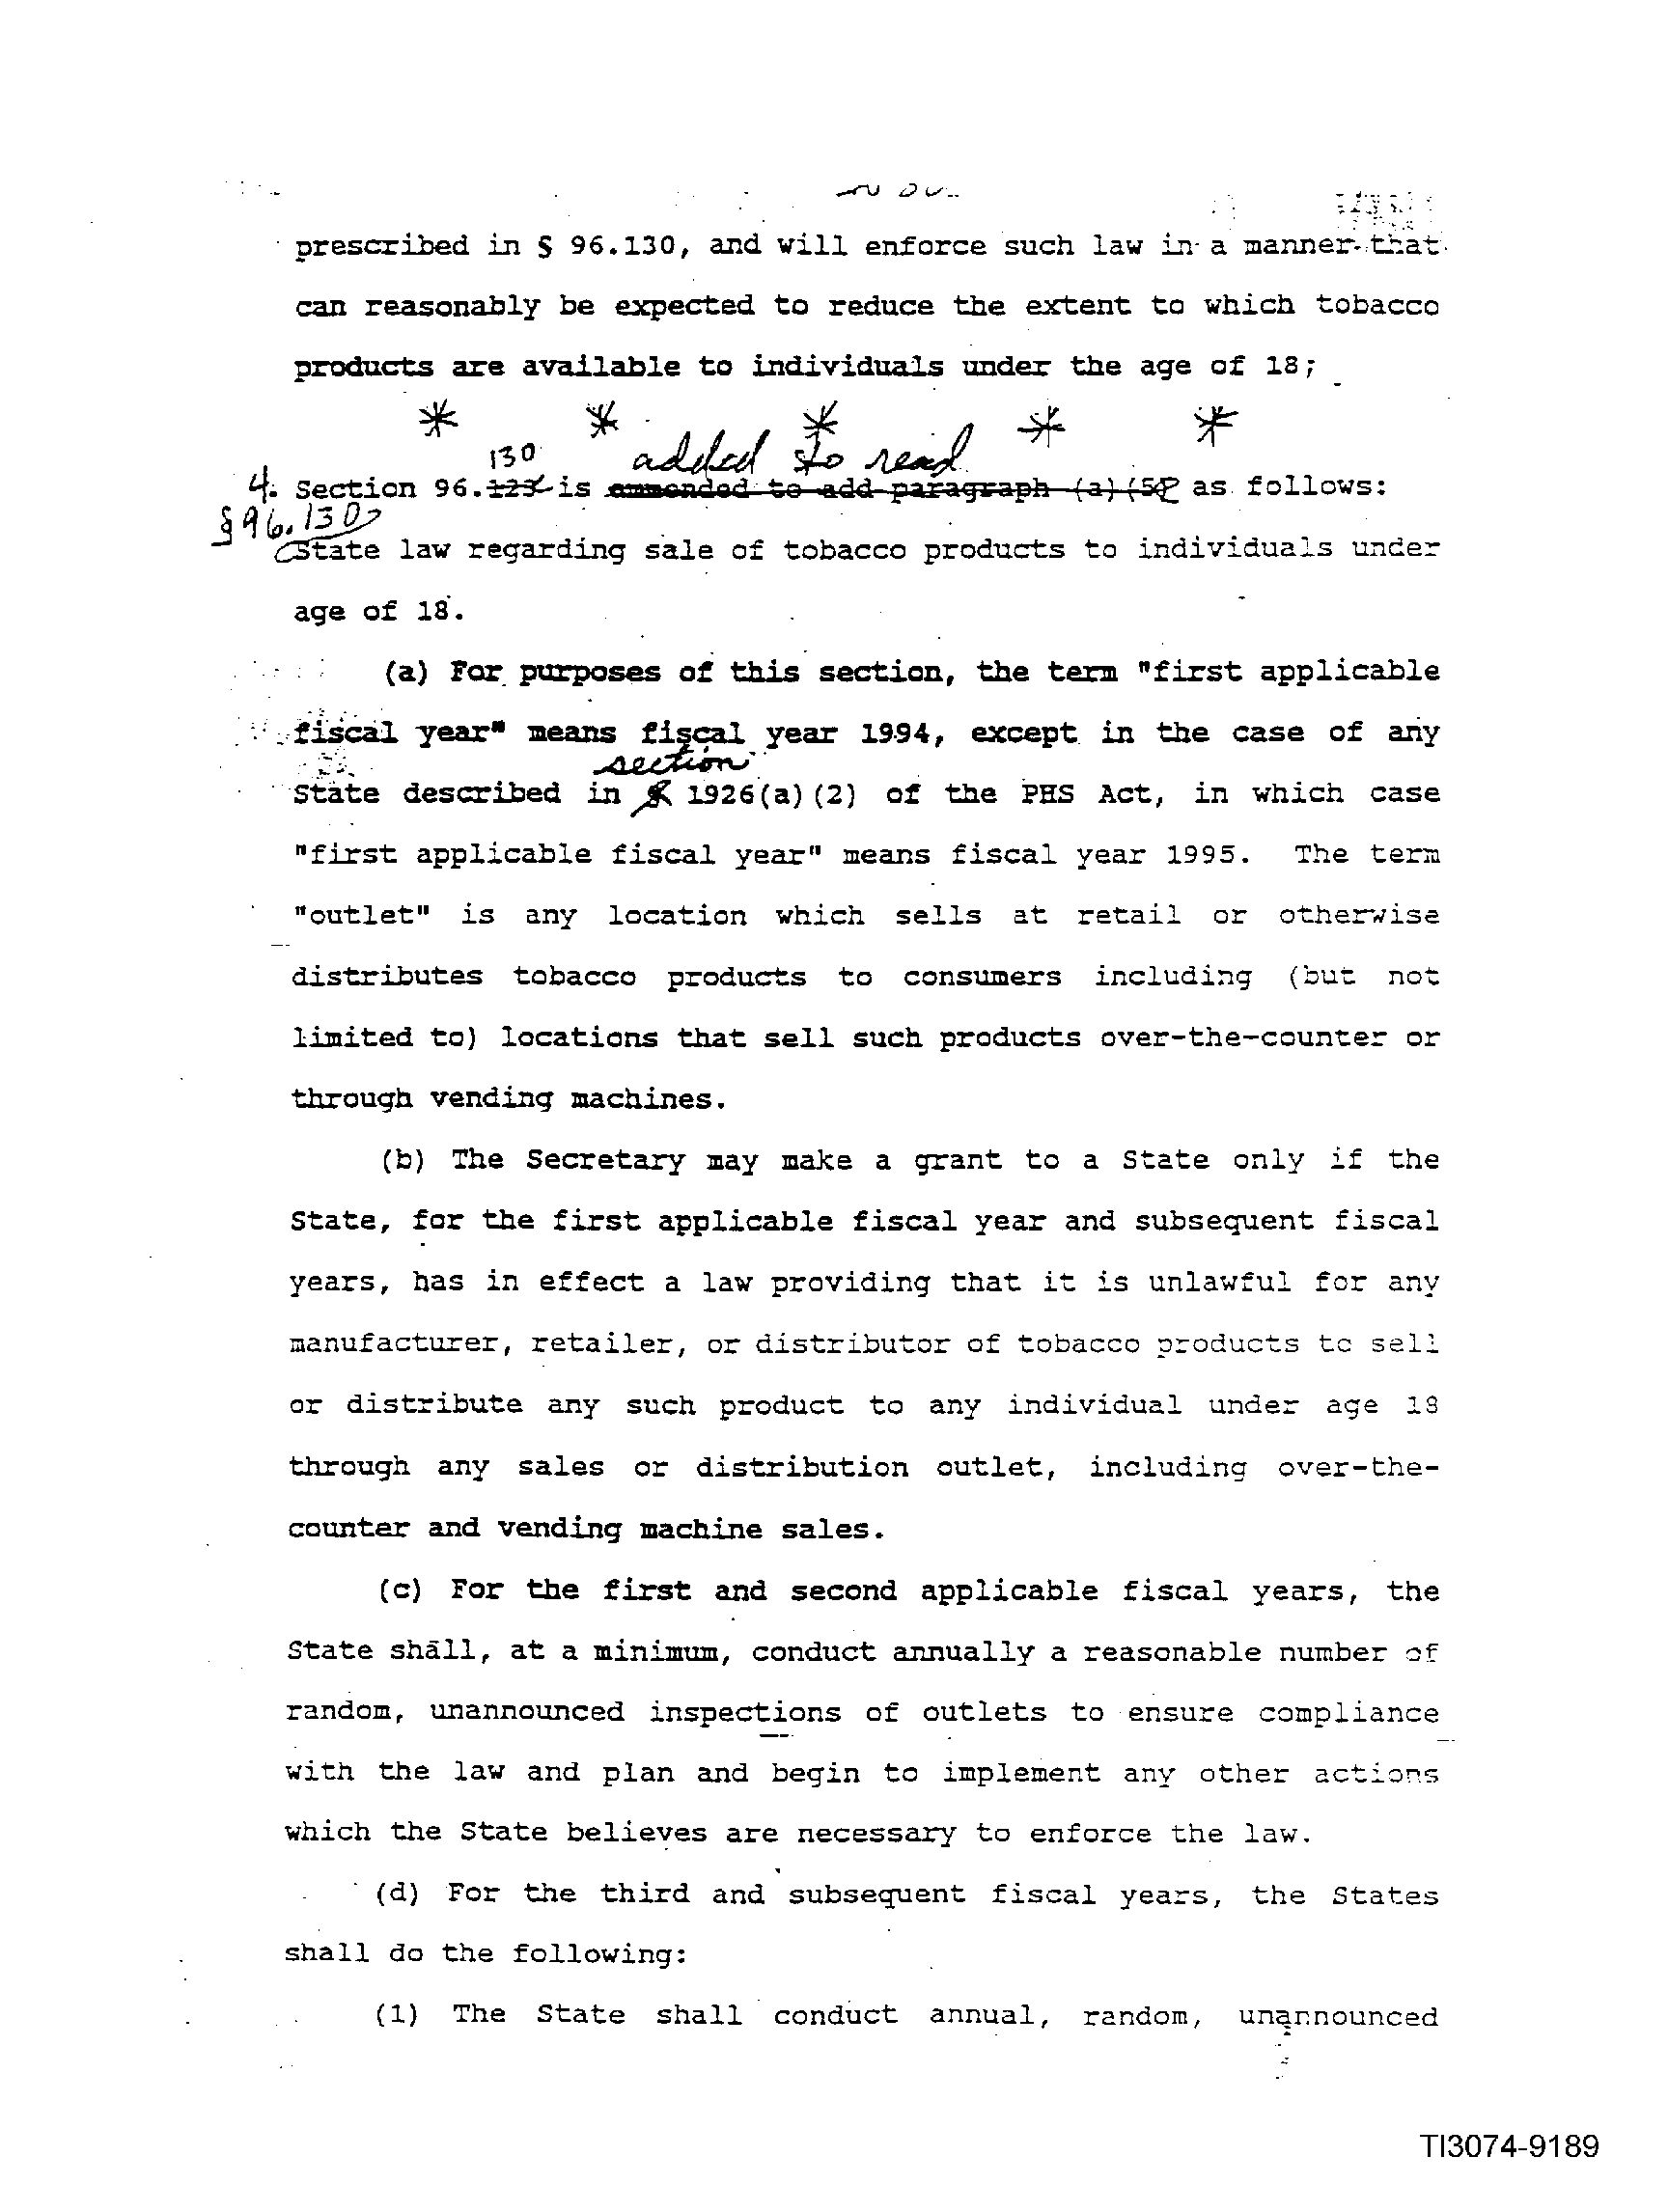 prescribed in § 96.130, and will enforce such law in a manner that
can reasonably be expected to reduce the extent to which tobacco
products are available to individuals under the age of 18;
* * * * *
130 added to read
4. Section 96.123 is ammended to add paragraph (a)(5) as follows:
§96.130
State law regarding sale of tobacco products to individuals under
age of 18.
(a) For purposes of this section, the term "first applicable
fiscal year" means fiscal year 1994, except in the case of any
section
State described in § 1926(a)(2) of the PHS Act, in which case
"first applicable fiscal year" means fiscal year 1995. The term
"outlet" is any location which sells at retail or otherwise
distributes tobacco products to consumers including (but not
limited to) locations that sell such products over-the-counter or
through vending machines.
(b) The Secretary may make a grant to a State only if the
State, for the first applicable fiscal year and subsequent fiscal
years, has in effect a law providing that it is unlawful for any
manufacturer, retailer, or distributor of tobacco products to sell
or distribute any such product to any individual under age 18
through any sales or distribution outlet, including over-the-
counter and vending machine sales.
(c) For the first and second applicable fiscal years, the
State shall, at a minimum, conduct annually a reasonable number of
random, unannounced inspections of outlets to ensure compliance
with the law and plan and begin to implement any other actions
which the State believes are necessary to enforce the law.
(d) For the third and subsequent fiscal years, the States
shall do the following:
(1) The State shall conduct annual, random, unannounced
TI3074-9189